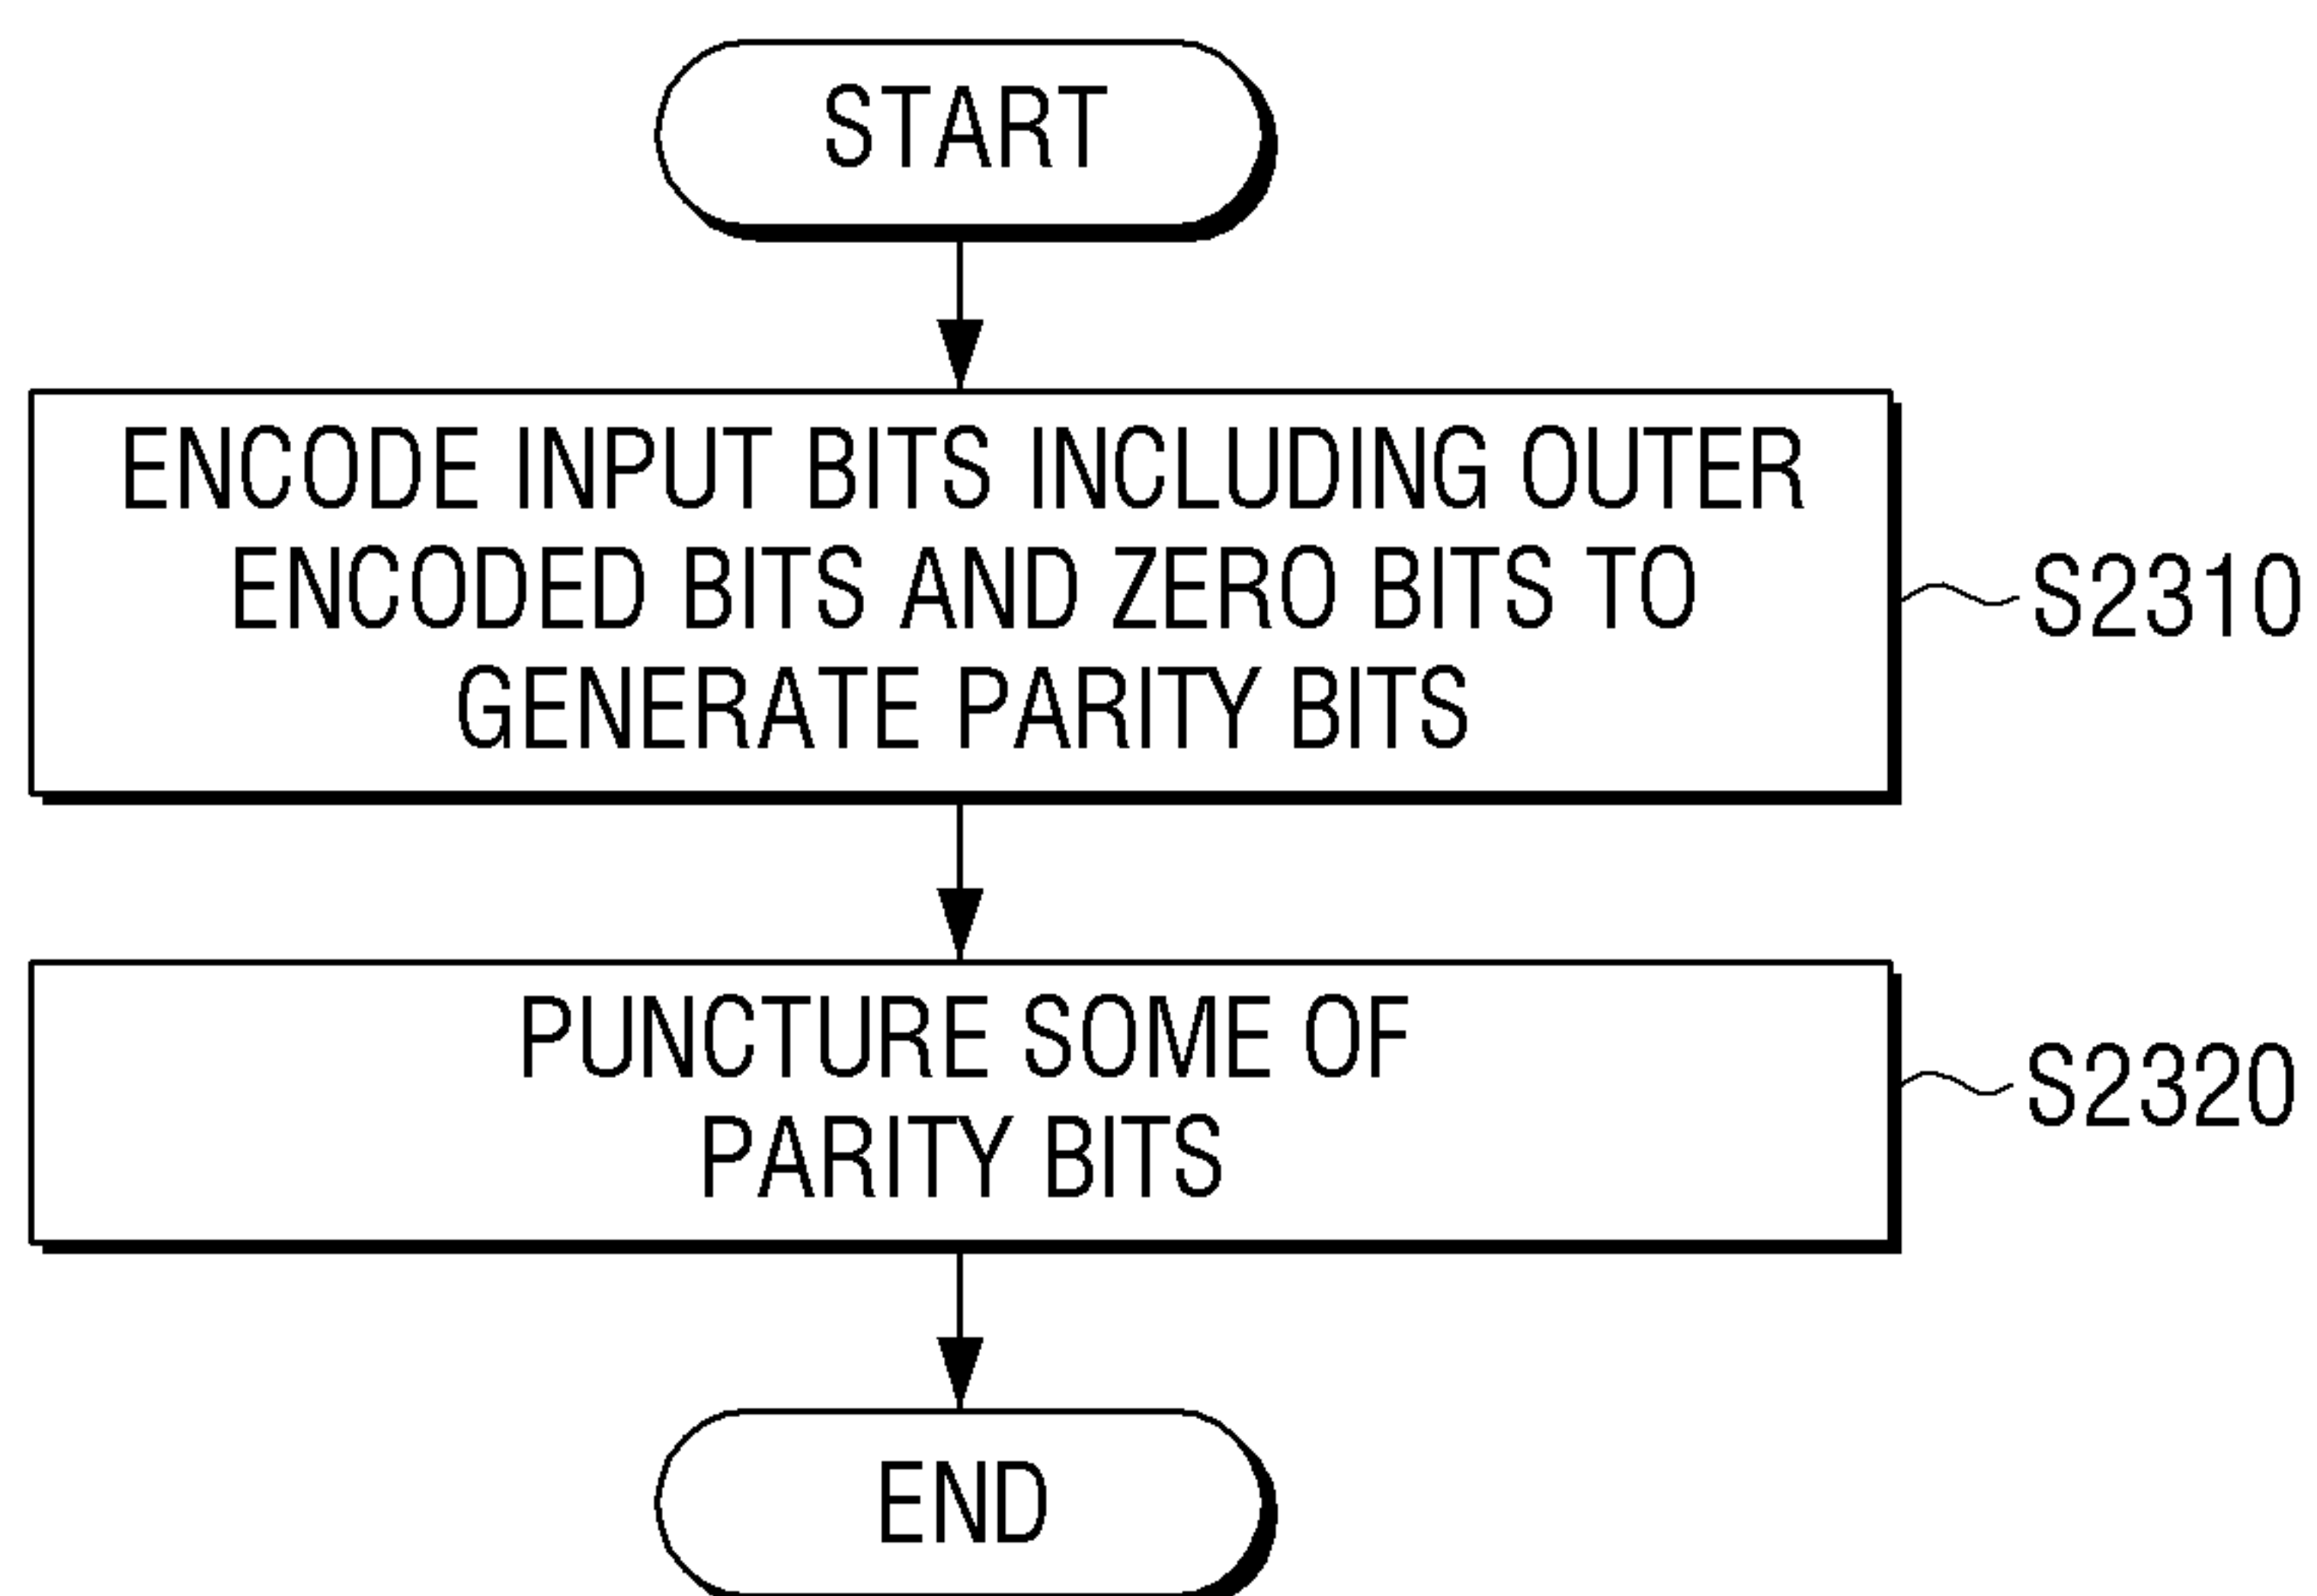 START
ENCODE INPUT BITS INCLUDING OUTER
ENCODED BITS AND ZERO BITS TO
GENERATE PARITY BITS
S2310
PUNCTURE SOME OF
PARITY BITS
S2320
END